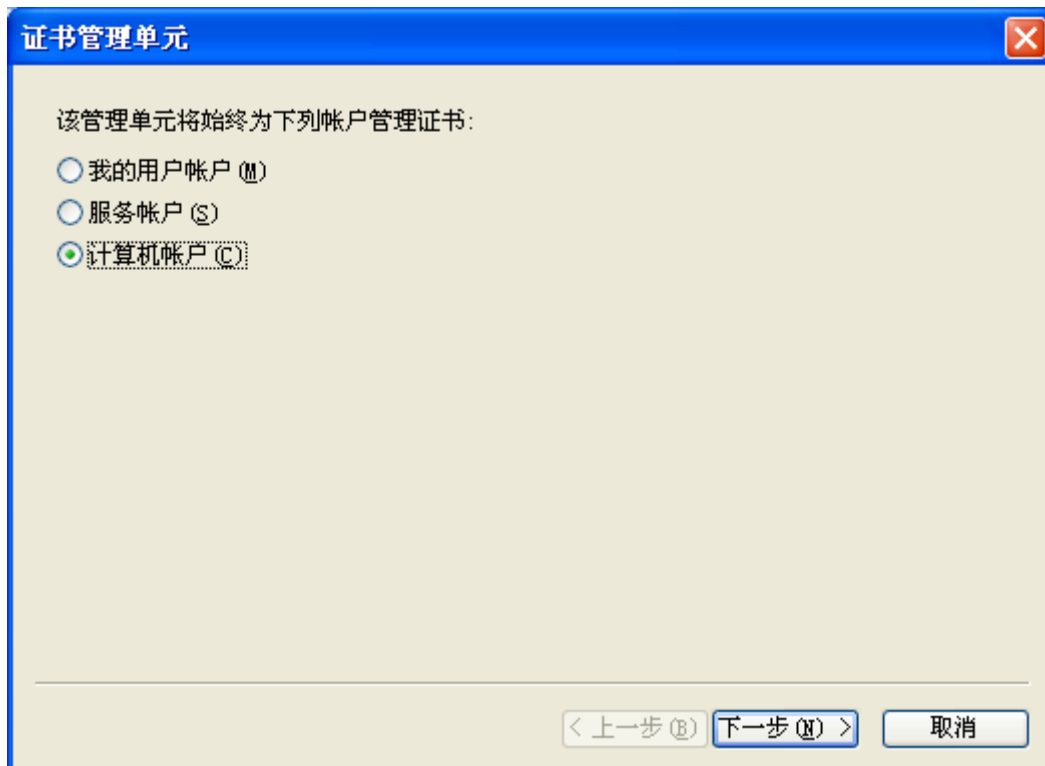 证书管理单元
该管理单元将始终为下列帐户管理证书:
我的用户帐户(M)
服务帐户(S)
计算机帐户(C)
< 上一步(B) 下一步(N) > 取消